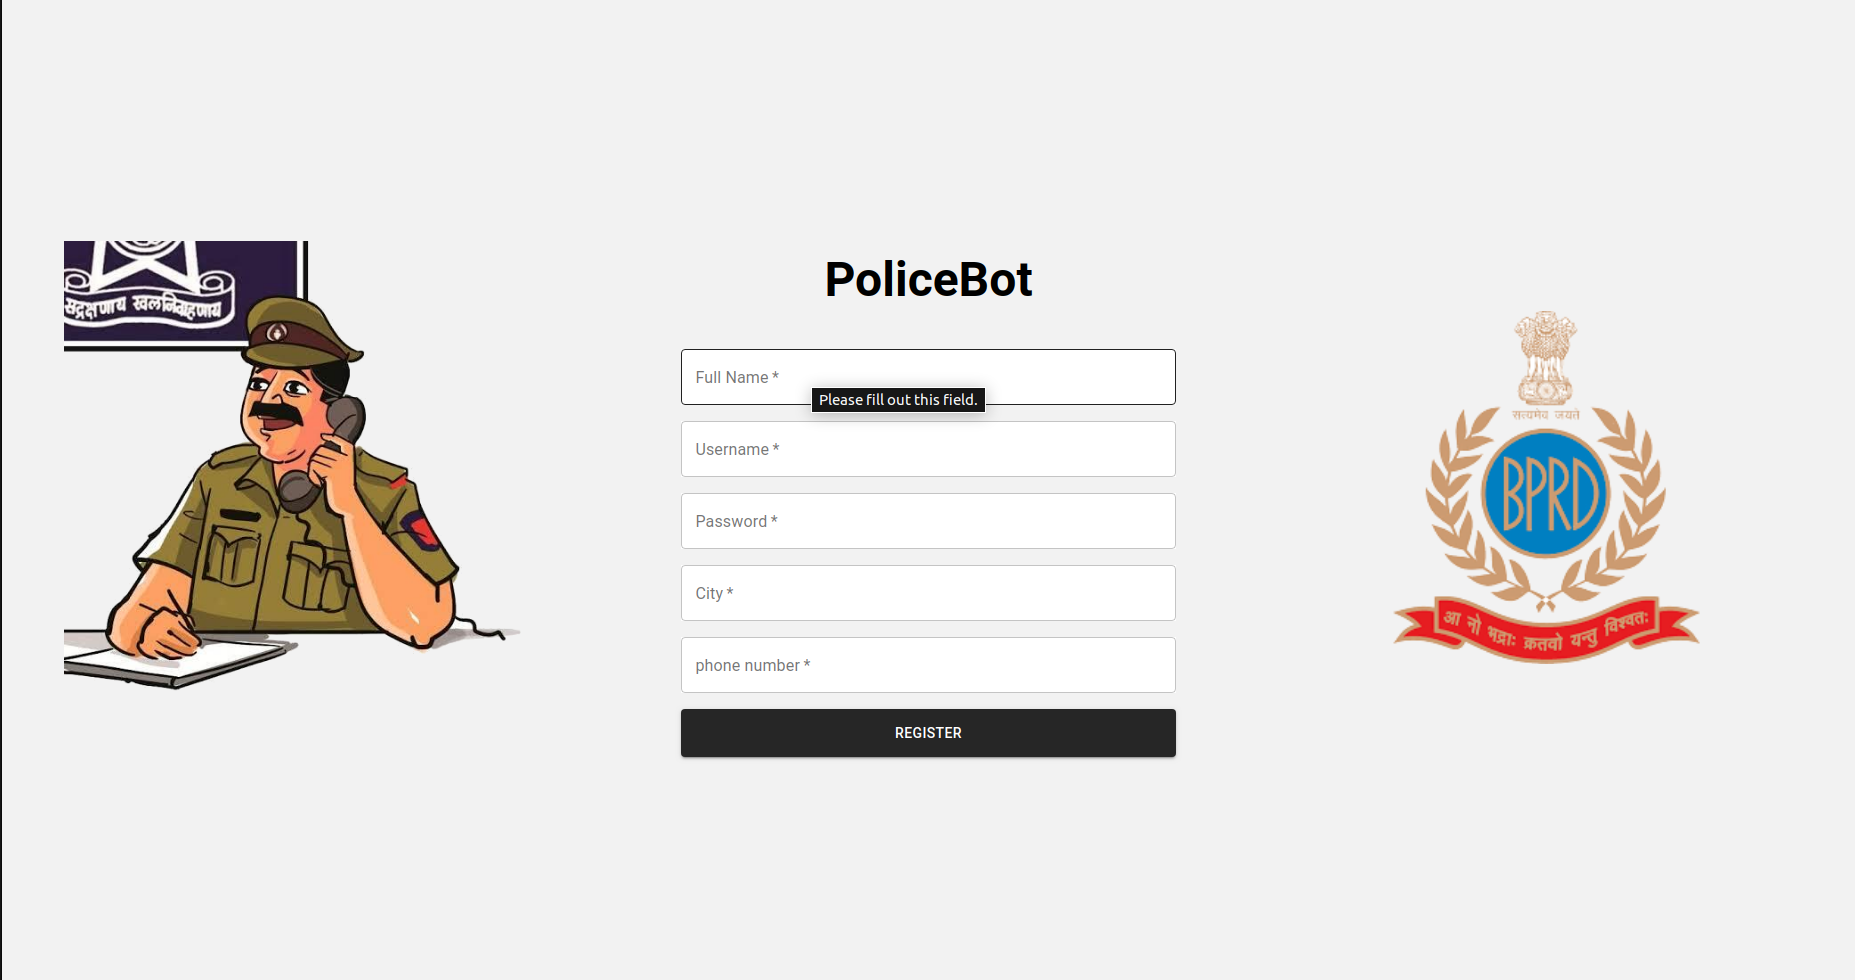 सद्रक्षणाय खलनिग्रहणाय
PoliceBot
Full Name *
Please fill out this field.
Username *
Password *
City *
phone number *
REGISTER
सत्यमेव जयते
BPRD
आ नो भद्राः क्रतवो यन्तु विश्वतः